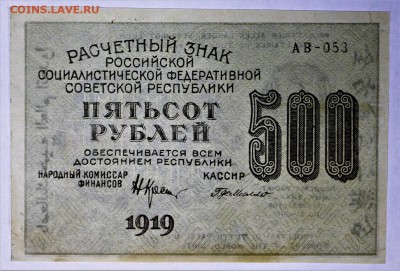 COINS.LAVE.RU
РАСЧЕТНЫЙ ЗНАК
РОССИЙСКОЙ
СОЦИАЛИСТИЧЕСКОЙ ФЕДЕРАТИВНОЙ
СОВЕТСКОЙ РЕСПУБЛИКИ
АВ-053
ПЯТЬСОТ
РУБЛЕЙ
500
ОБЕСПЕЧИВАЕТСЯ ВСЕМ
ДОСТОЯНИЕМ РЕСПУБЛИКИ
НАРОДНЫЙ КОМИССАР
ФИНАНСОВ
КАССИР
1919